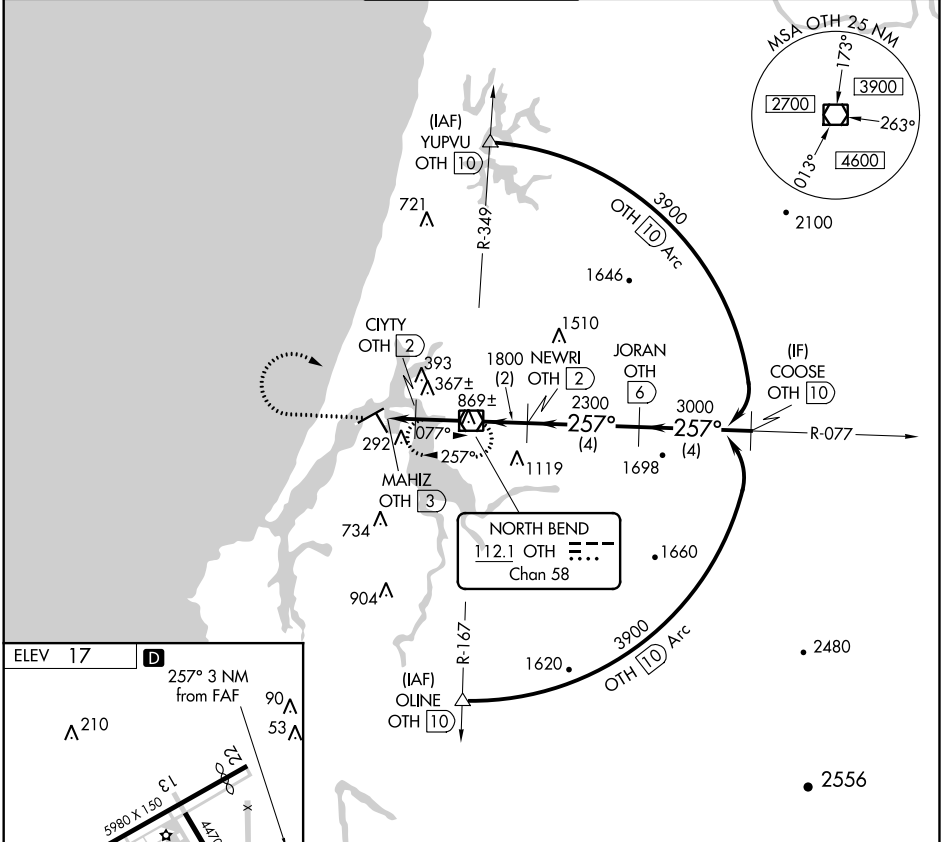 MSA OTH 25 NM
173°
2700
3900
263°
013°
4600
(IAF)
YUPVU
OTH 10
R-349
3900
OTH 10 Arc
721
2100
1646
CIYTY
OTH 2
393
367±
869±
1510
1800
(2)
NEWRI
OTH 2
JORAN
OTH
6
(IF)
COOSE
OTH 10
2300
257°
(4)
3000
257°
(4)
R-077
077°
257°
292
MAHIZ
OTH 3
1119
1698
734
NORTH BEND
112.1 OTH
Chan 58
1660
904
R-167
3900
OTH 10 Arc
1620
2480
(IAF)
OLINE
OTH 10
2556
ELEV 17 D
257° 3 NM
from FAF
90
53
210
22
13
5980 X 150
4470
X